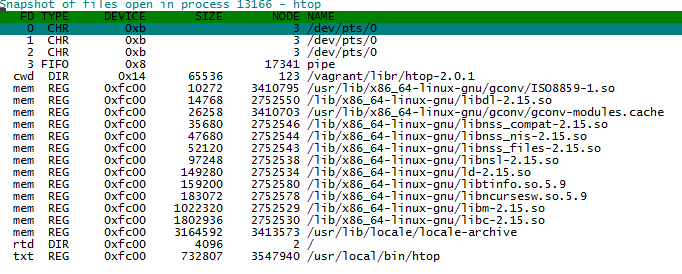 Snapshot of files open in process 13166 - htop
FD TYPE DEVICE SIZE NODE NAME
0 CHR 0xb 3 /dev/pts/0
1 CHR 0xb 3 /dev/pts/0
2 CHR 0xb 3 /dev/pts/0
3 FIFO 0x8 17341 pipe
cwd DIR 0x14 65536 123 /vagrant/libr/htop-2.0.1
mem REG 0xfc00 10272 3410795 /usr/lib/x86_64-linux-gnu/gconv/ISO8859-1.so
mem REG 0xfc00 14768 2752550 /lib/x86_64-linux-gnu/libdl-2.15.so
mem REG 0xfc00 26258 3410703 /usr/lib/x86_64-linux-gnu/gconv/gconv-modules.cache
mem REG 0xfc00 35680 2752546 /lib/x86_64-linux-gnu/libnss_compat-2.15.so
mem REG 0xfc00 47680 2752544 /lib/x86_64-linux-gnu/libnss_nis-2.15.so
mem REG 0xfc00 52120 2752543 /lib/x86_64-linux-gnu/libnss_files-2.15.so
mem REG 0xfc00 97248 2752538 /lib/x86_64-linux-gnu/libnsl-2.15.so
mem REG 0xfc00 149280 2752534 /lib/x86_64-linux-gnu/ld-2.15.so
mem REG 0xfc00 159200 2752580 /lib/x86_64-linux-gnu/libtinfo.so.5.9
mem REG 0xfc00 183072 2752578 /lib/x86_64-linux-gnu/libncursesw.so.5.9
mem REG 0xfc00 1022320 2752529 /lib/x86_64-linux-gnu/libm-2.15.so
mem REG 0xfc00 1802936 2752530 /lib/x86_64-linux-gnu/libc-2.15.so
mem REG 0xfc00 3164592 3413573 /usr/lib/locale/locale-archive
rtd DIR 0xfc00 4096 2 /
txt REG 0xfc00 732807 3547940 /usr/local/bin/htop